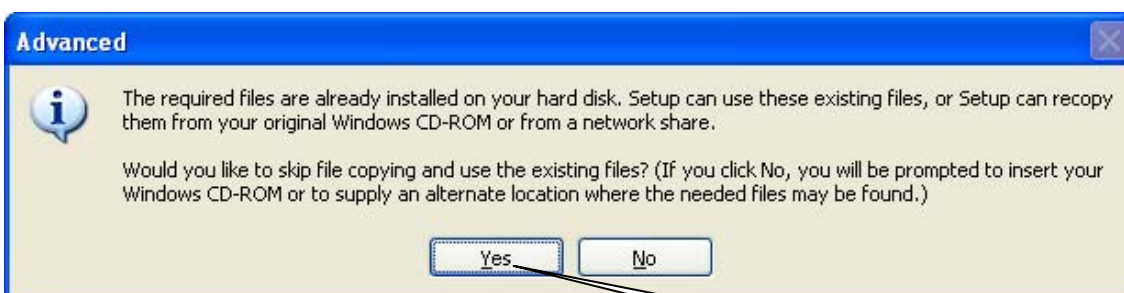 Advanced
The required files are already installed on your hard disk. Setup can use these existing files, or Setup can recopy
them from your original Windows CD-ROM or from a network share.
Would you like to skip file copying and use the existing files? (If you click No, you will be prompted to insert your
Windows CD-ROM or to supply an alternate location where the needed files may be found.)
Yes No